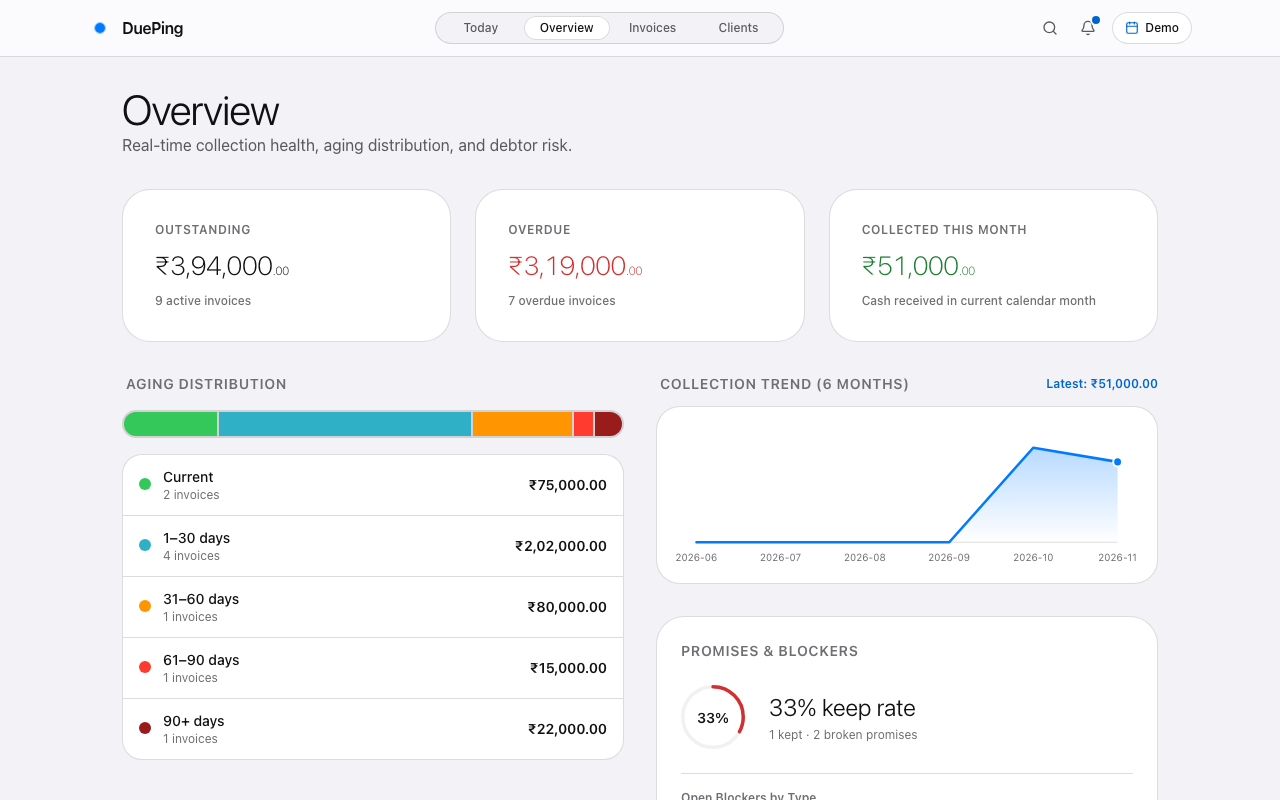 DuePing
Today
Overview
Invoices
Clients
Demo
Overview
Real-time collection health, aging distribution, and debtor risk.
OUTSTANDING
₹3,94,000.00
9 active invoices
OVERDUE
₹3,19,000.00
7 overdue invoices
COLLECTED THIS MONTH
₹51,000.00
Cash received in current calendar month
AGING DISTRIBUTION
Current
2 invoices
₹75,000.00
1–30 days
4 invoices
₹2,02,000.00
31–60 days
1 invoices
₹80,000.00
61–90 days
1 invoices
₹15,000.00
90+ days
1 invoices
₹22,000.00
COLLECTION TREND (6 MONTHS)
Latest: ₹51,000.00
2026-06
2026-07
2026-08
2026-09
2026-10
2026-11
PROMISES & BLOCKERS
33%
33% keep rate
1 kept · 2 broken promises
Open Blockers by Type